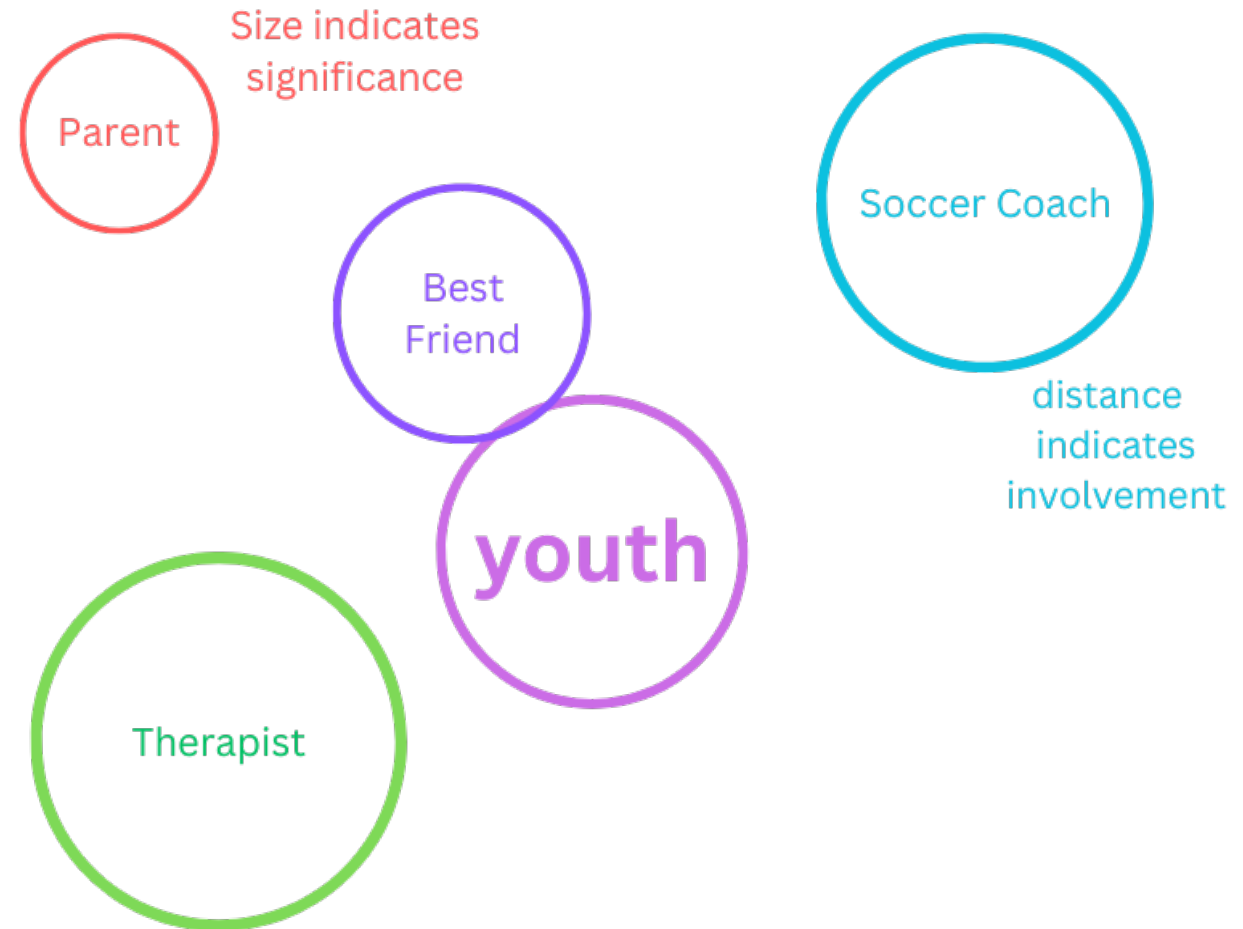 Size indicates
significance
Parent
Soccer Coach
Best
Friend
distance
indicates
involvement
youth
Therapist